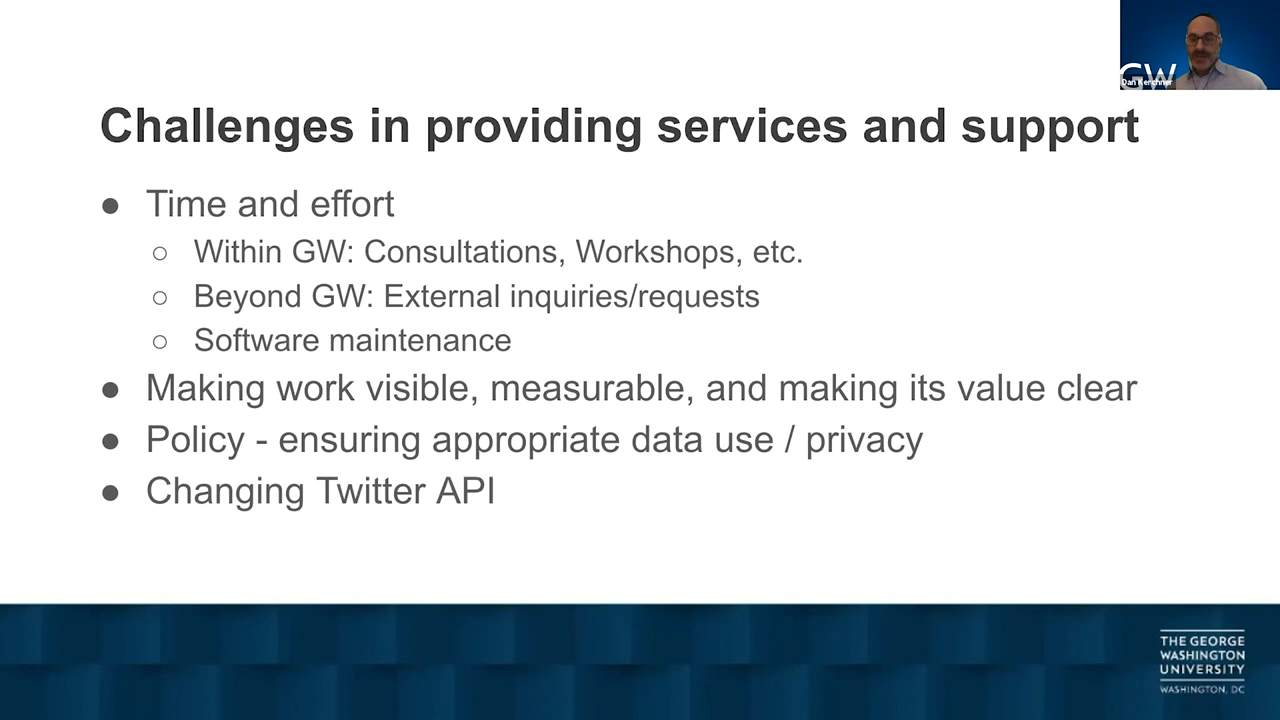 GW
Dan Kerchner
Challenges in providing services and support
● Time and effort
○ Within GW: Consultations, Workshops, etc.
○ Beyond GW: External inquiries/requests
○ Software maintenance
● Making work visible, measurable, and making its value clear
● Policy - ensuring appropriate data use / privacy
● Changing Twitter API
THE GEORGE
WASHINGTON
UNIVERSITY
WASHINGTON, DC